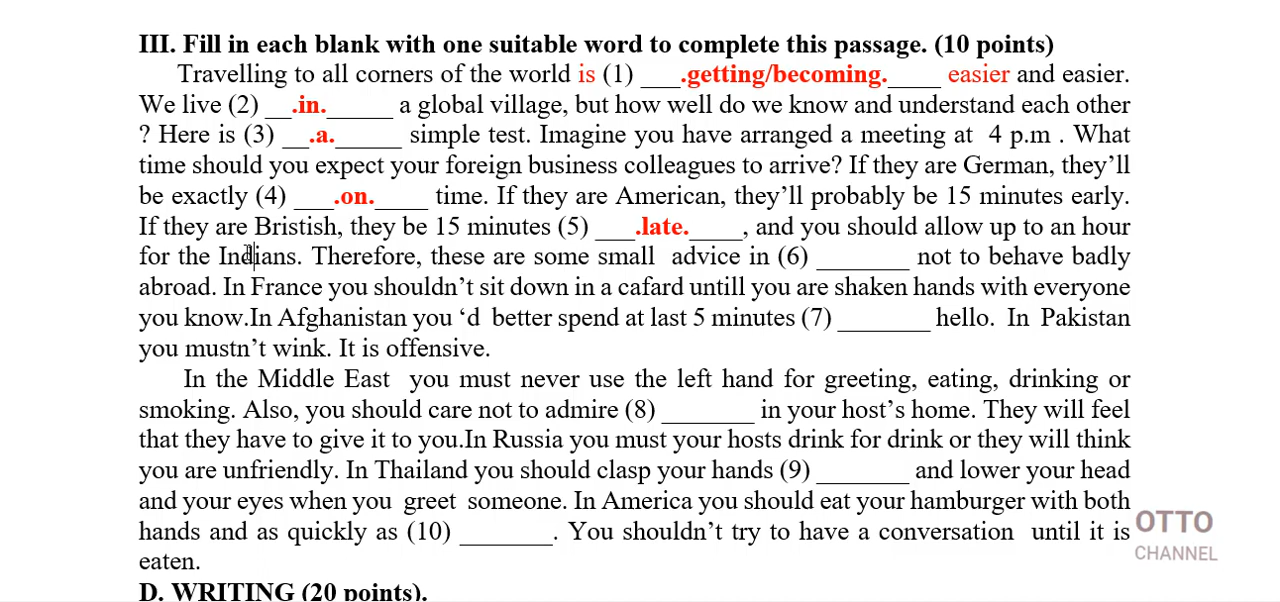 III. Fill in each blank with one suitable word to complete this passage. (10 points)
Travelling to all corners of the world is (1) ___.getting/becoming.____ easier and easier.
We live (2) __.in._____ a global village, but how well do we know and understand each other
? Here is (3) __.a._____ simple test. Imagine you have arranged a meeting at 4 p.m . What
time should you expect your foreign business colleagues to arrive? If they are German, they'll
be exactly (4) ___.on.____ time. If they are American, they'll probably be 15 minutes early.
If they are Bristish, they be 15 minutes (5) ___.late.____, and you should allow up to an hour
for the Indians. Therefore, these are some small advice in (6) _______ not to behave badly
abroad. In France you shouldn't sit down in a cafard untill you are shaken hands with everyone
you know.In Afghanistan you 'd better spend at last 5 minutes (7) _______ hello. In Pakistan
you mustn't wink. It is offensive.
In the Middle East you must never use the left hand for greeting, eating, drinking or
smoking. Also, you should care not to admire (8) _______ in your host's home. They will feel
that they have to give it to you.In Russia you must your hosts drink for drink or they will think
you are unfriendly. In Thailand you should clasp your hands (9) _______ and lower your head
and your eyes when you greet someone. In America you should eat your hamburger with both
hands and as quickly as (10) _______. You shouldn't try to have a conversation until it is
eaten.
OTTO
CHANNEL
D. WRITING (20 points).